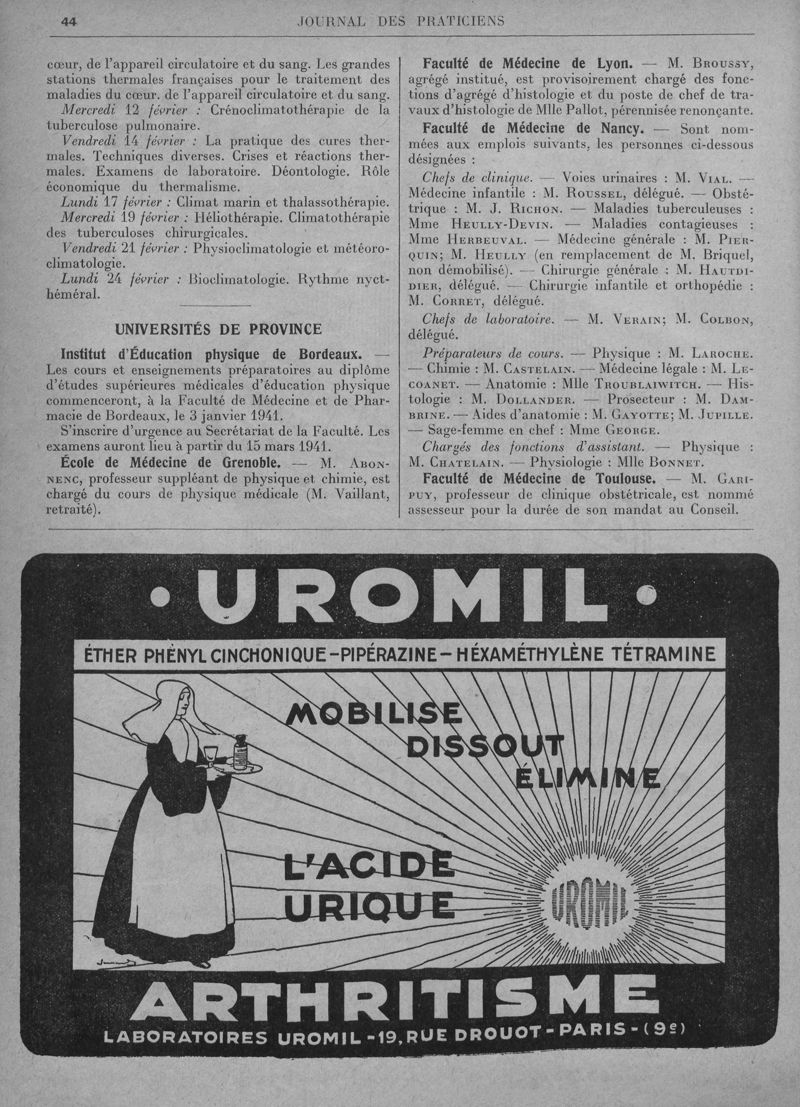 44
JOURNAL DES PRATICIENS
cœur, de l'appareil circulatoire et du sang. Les grandes
stations thermales françaises pour le traitement des
maladies du cœur. de l'appareil circulatoire et du sang.
Mercredi 12 février : Crénoclimatothérapie de la
tuberculose pulmonaire.
Vendredi 14 février : La pratique des cures ther-
males. Techniques diverses. Crises et réactions ther-
males. Examens de laboratoire. Déontologie. Rôle
économique du thermalisme.
Lundi 17 février : Climat marin et thalassothérapie.
Mercredi 19 février : Héliothérapie. Climatothérapie
des tuberculoses chirurgicales.
Vendredi 21 février : Physioclimatologie et météoro-
climatologie.
Lundi 24 février : Bioclimatologie. Rythme nyct-
héméral.
UNIVERSITÉS DE PROVINCE
Institut d'Éducation physique de Bordeaux. —
Les cours et enseignements préparatoires au diplôme
d'études supérieures médicales d'éducation physique
commenceront, à la Faculté de Médecine et de Phar-
macie de Bordeaux, le 3 janvier 1941.
S'inscrire d'urgence au Secrétariat de la Faculté. Les
examens auront lieu à partir du 15 mars 1941.
École de Médecine de Grenoble. — M. ABON-
NENC, professeur suppléant de physique et chimie, est
chargé du cours de physique médicale (M. Vaillant,
retraité).
Faculté de Médecine de Lyon. — M. BROUSSY,
agrégé institué, est provisoirement chargé des fonc-
tions d'agrégé d'histologie et du poste de chef de tra-
vaux d'histologie de Mlle Pallot, pérennisée renonçante.
Faculté de Médecine de Nancy. — Sont nom-
mées aux emplois suivants, les personnes ci-dessous
désignées :
Chefs de clinique. — Voies urinaires : M. VIAL. —
Médecine infantile : M. ROUSSEL, délégué. — Obsté-
trique : M. J. RICHON. — Maladies tuberculeuses :
Mme HEULLY-DEVIN. — Maladies contagieuses :
Mme HERBEUVAL. — Médecine générale : M. PIER-
QUIN; M. HEULLY (en remplacement de M. Briquel,
non démobilisé). — Chirurgie générale : M. HAUTDI-
DIER, délégué. — Chirurgie infantile et orthopédie :
M. CORRET, délégué.
Chefs de laboratoire. — M. VERAIN; M. COLBON,
délégué.
Préparateurs de cours. — Physique : M. LAROCHE.
— Chimie : M. CASTELAIN. — Médecine légale : M. LE-
COANET. — Anatomie : Mlle TROUBLAIWITCH. — His-
tologie : M. DOLLANDER. — Prosecteur : M. DAM-
BRINE. — Aides d'anatomie : M. GAYOTTE; M. JUPILLE.
— Sage-femme en chef : Mme GEORGE.
Chargés des fonctions d'assistant. — Physique :
M. CHATELAIN. — Physiologie : Mlle BONNET.
Faculté de Médecine de Toulouse. — M. GARI-
PUY, professeur de clinique obstétricale, est nommé
assesseur pour la durée de son mandat au Conseil.
• UROMIL •
ÉTHER PHÉNYL CINCHONIQUE - PIPÉRAZINE - HÉXAMÉTHYLÈNE TÉTRAMINE
MOBILISE
DISSOUT
ÉLIMINE
L'ACIDE
URIQUE
UROMIL
ARTHRITISME
LABORATOIRES UROMIL - 19, RUE DROUOT - PARIS - (9e)